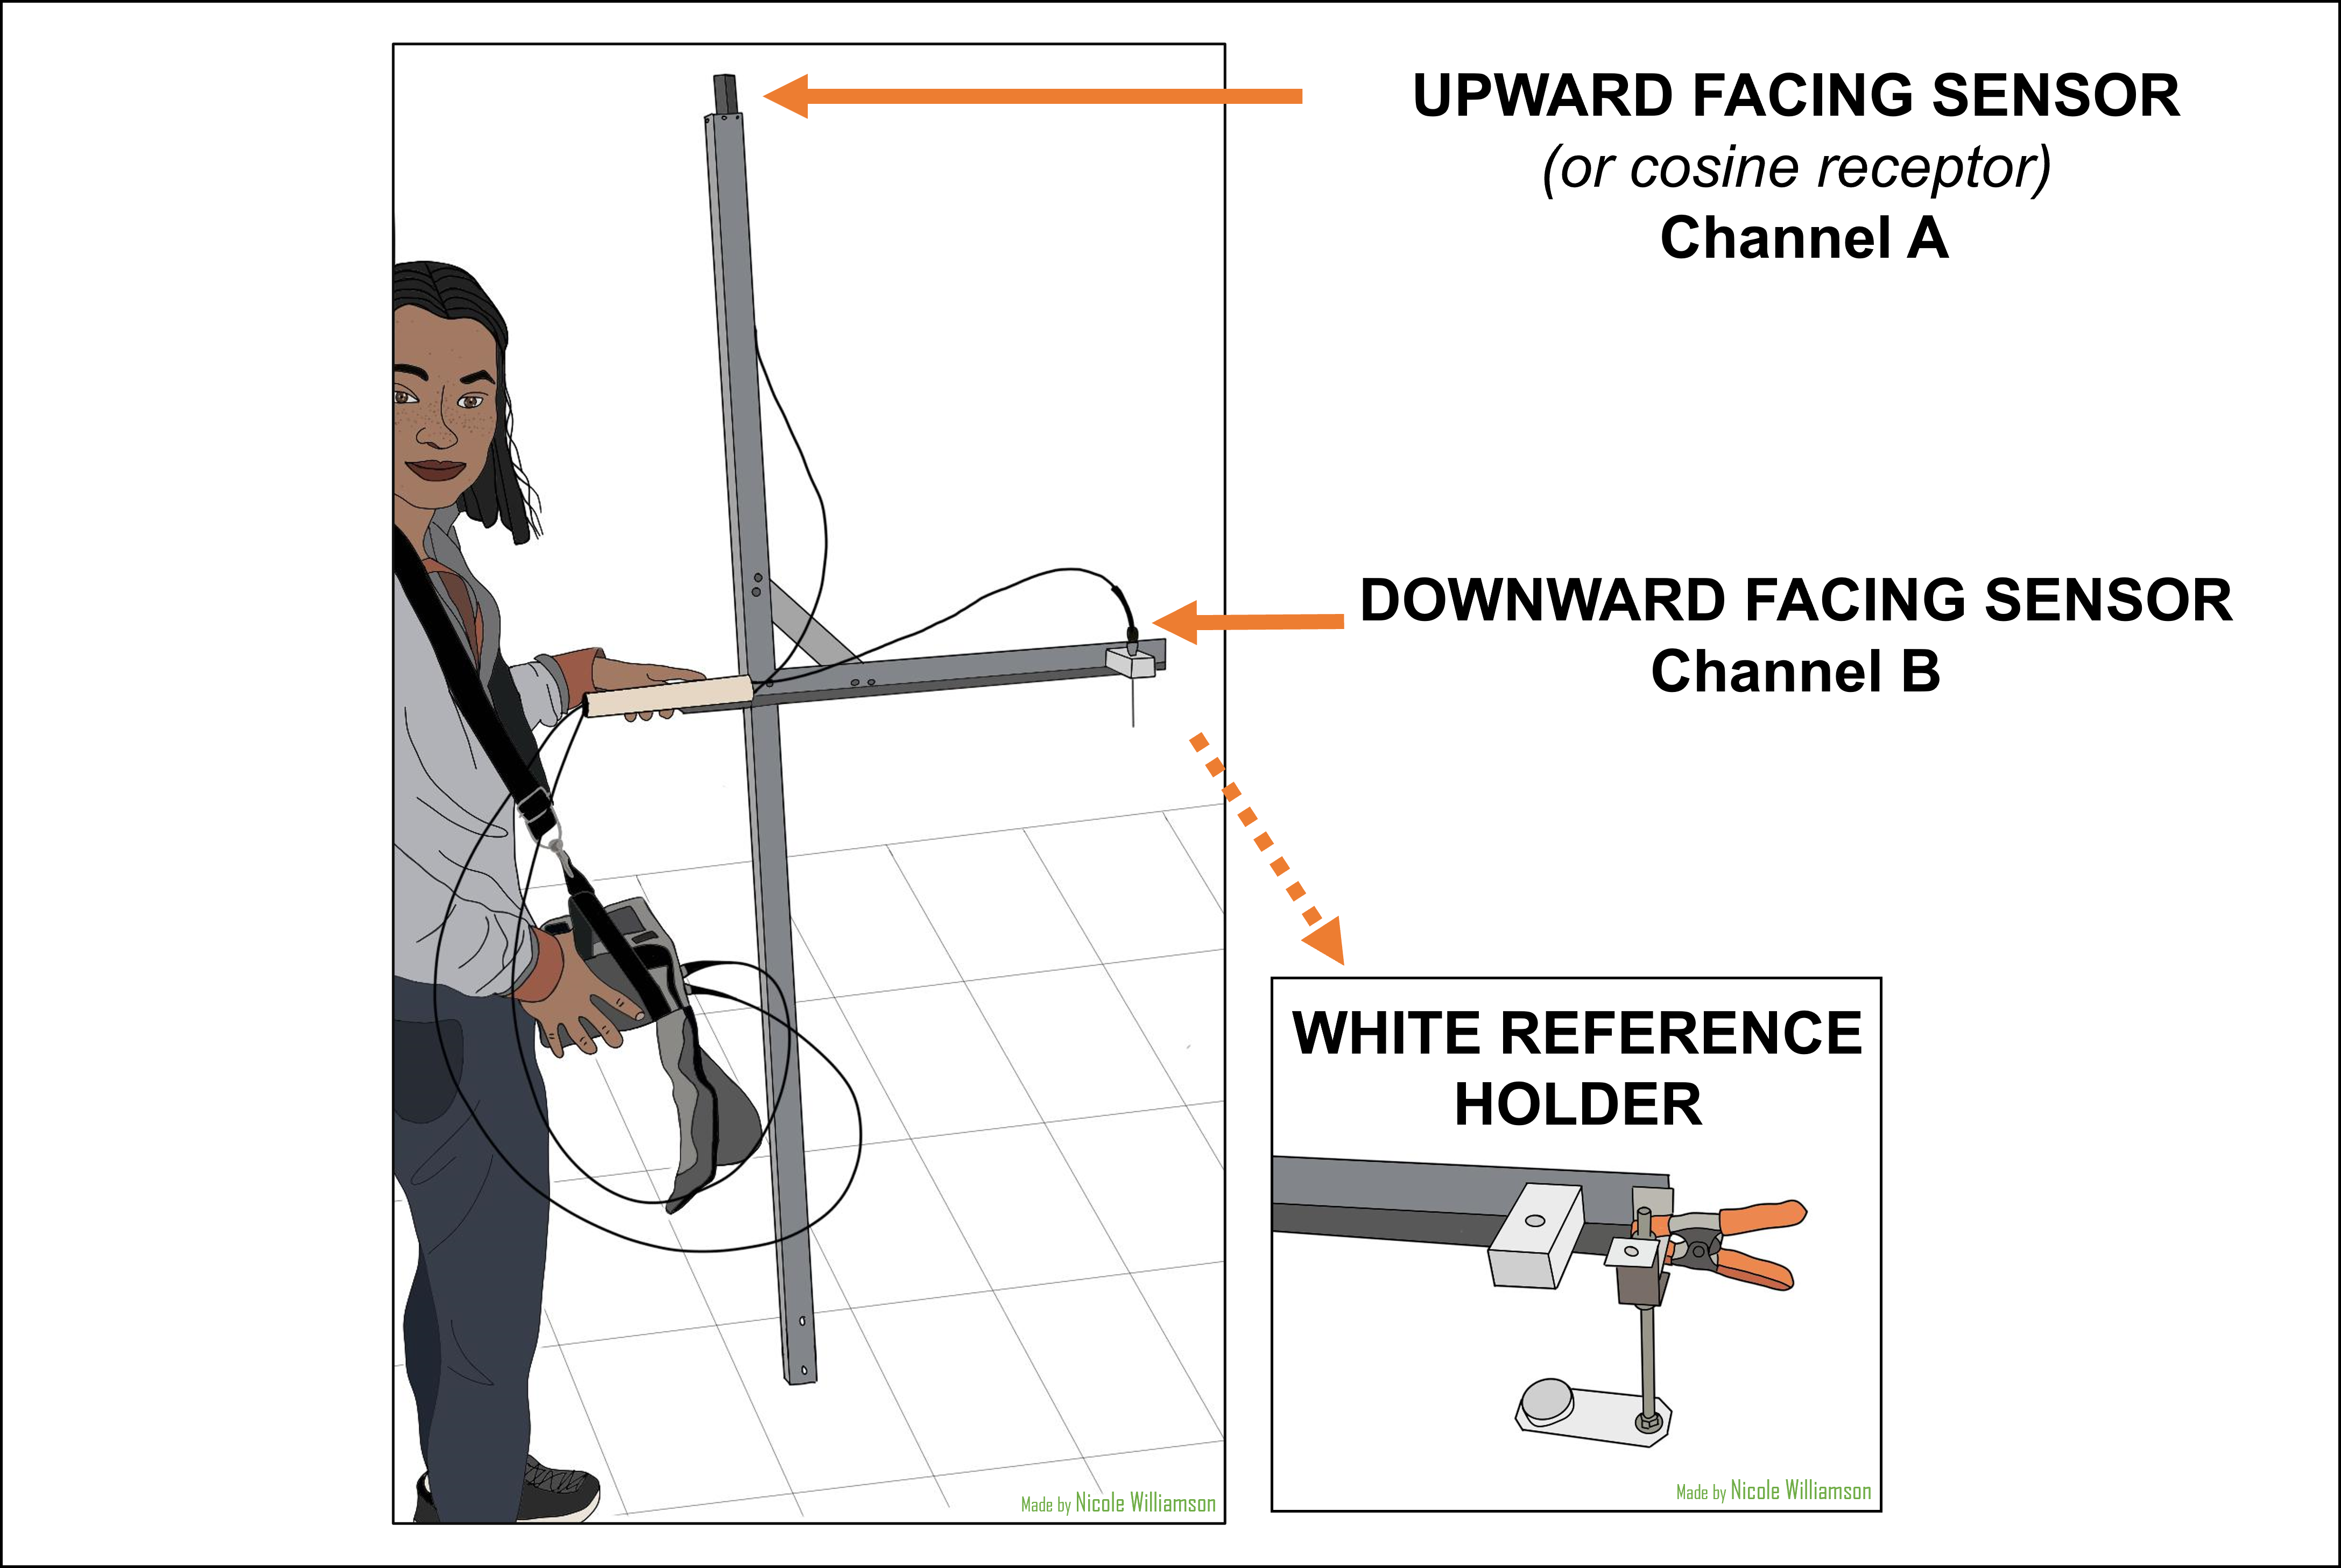 UPWARD FACING SENSOR
(or cosine receptor)
Channel A
DOWNWARD FACING SENSOR
Channel B
WHITE REFERENCE
HOLDER
Made by Nicole Williamson
Made by Nicole Williamson